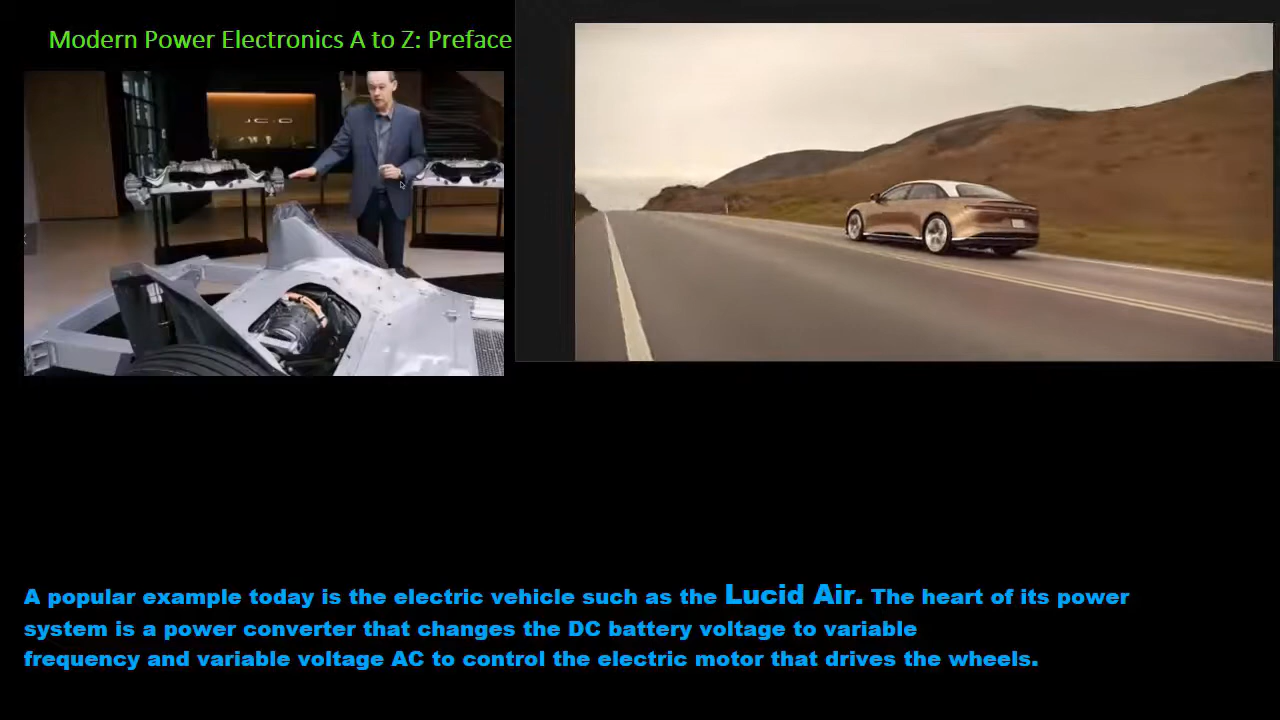 Modern Power Electronics A to Z: Preface
A popular example today is the electric vehicle such as the Lucid Air. The heart of its power
system is a power converter that changes the DC battery voltage to variable
frequency and variable voltage AC to control the electric motor that drives the wheels.